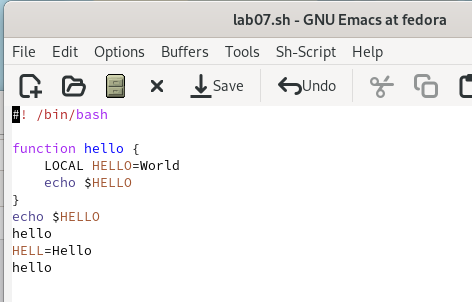 lab07.sh - GNU Emacs at fedora
File Edit Options Buffers Tools Sh-Script Help
Save Undo
#! /bin/bash
function hello {
    LOCAL HELLO=World
    echo $HELLO
}
echo $HELLO
hello
HELL=Hello
hello